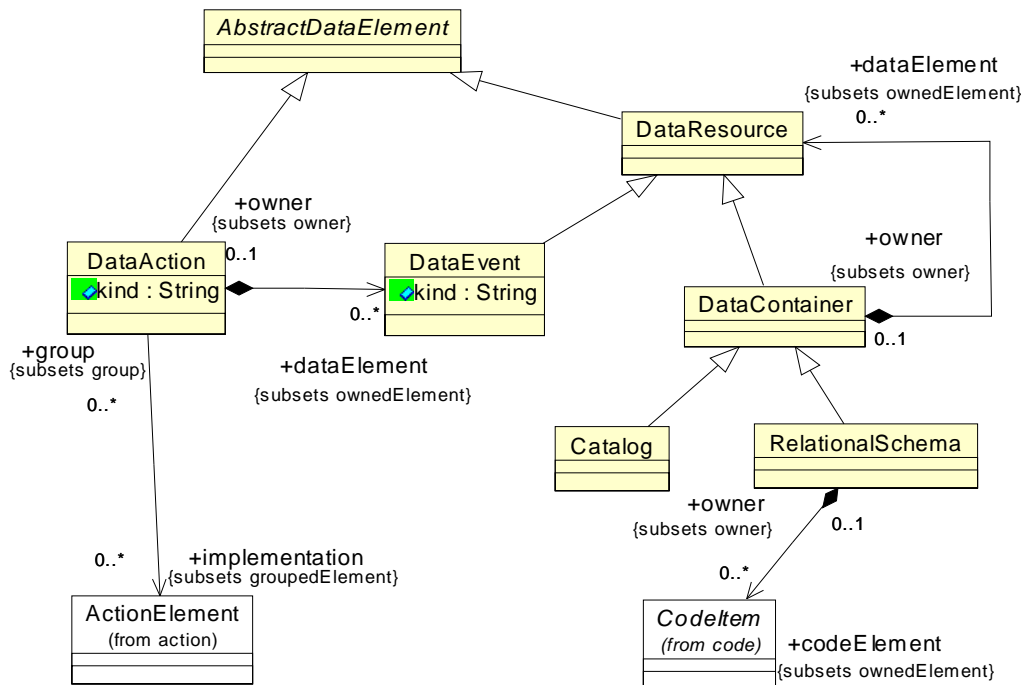 AbstractDataElement
+dataElement
{subsets ownedElement}
0..*
DataResource
+owner
{subsets owner}
0..1
DataAction
kind : String
DataEvent
kind : String
0..*
+owner
{subsets owner}
DataContainer
0..1
+group
{subsets group}
0..*
+dataElement
{subsets ownedElement}
Catalog
RelationalSchema
+owner
{subsets owner}
0..1
0..*
+implementation
{subsets groupedElement}
0..*
ActionElement
(from action)
CodeItem
(from code)
+codeElement
{subsets ownedElement}